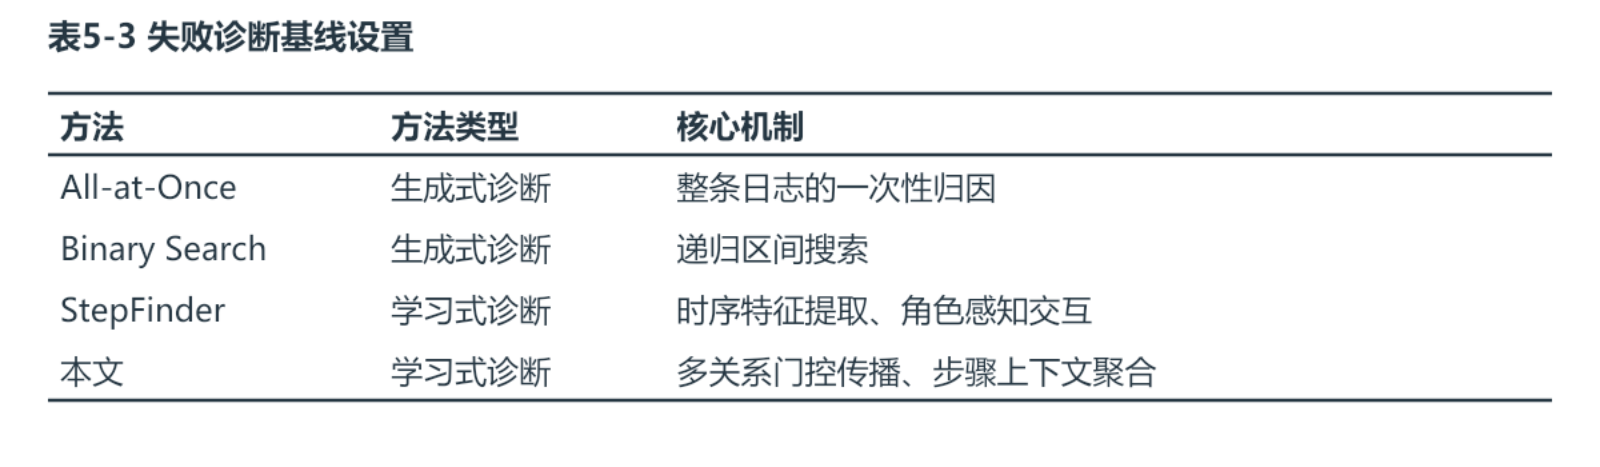 表5-3 失败诊断基线设置
方法 方法类型 核心机制
All-at-Once 生成式诊断 整条日志的一次性归因
Binary Search 生成式诊断 递归区间搜索
StepFinder 学习式诊断 时序特征提取、角色感知交互
本文 学习式诊断 多关系门控传播、步骤上下文聚合